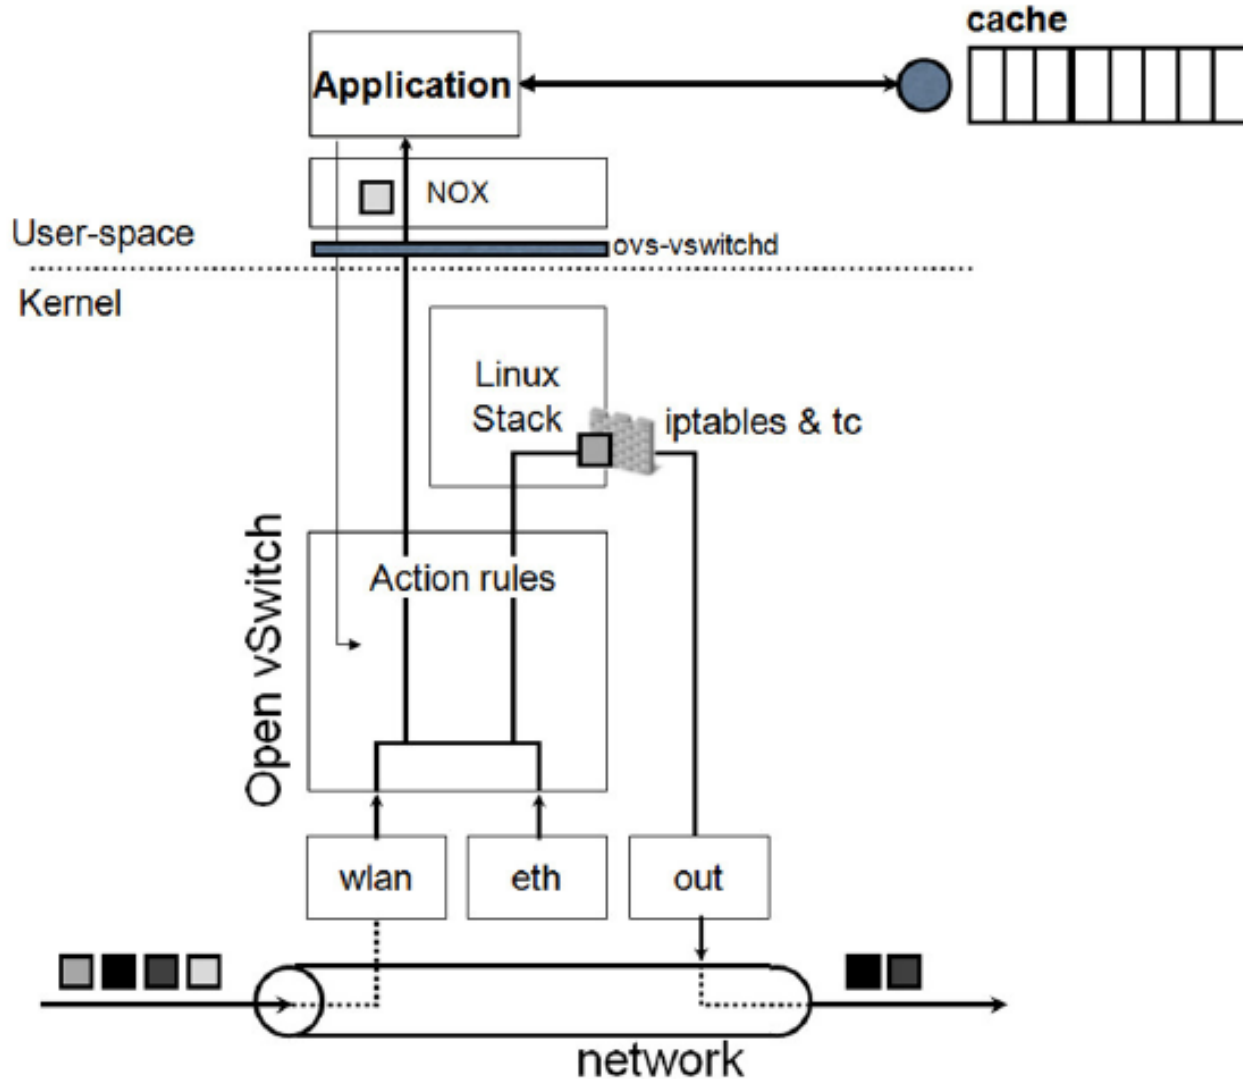 cache
Application
NOX
User-space
ovs-vswitchd
Kernel
Linux
Stack
iptables & tc
Open vSwitch
Action rules
wlan
eth
out
network